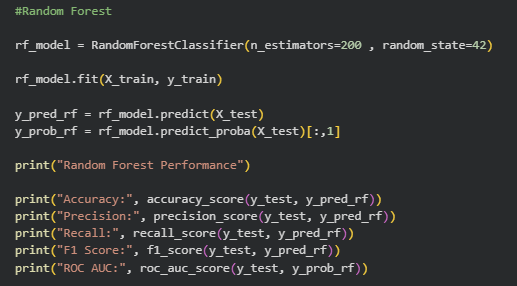 #Random Forest
rf_model = RandomForestClassifier(n_estimators=200 , random_state=42)
rf_model.fit(X_train, y_train)
y_pred_rf = rf_model.predict(X_test)
y_prob_rf = rf_model.predict_proba(X_test)[:,1]
print("Random Forest Performance")
print("Accuracy:", accuracy_score(y_test, y_pred_rf))
print("Precision:", precision_score(y_test, y_pred_rf))
print("Recall:", recall_score(y_test, y_pred_rf))
print("F1 Score:", f1_score(y_test, y_pred_rf))
print("ROC AUC:", roc_auc_score(y_test, y_prob_rf))